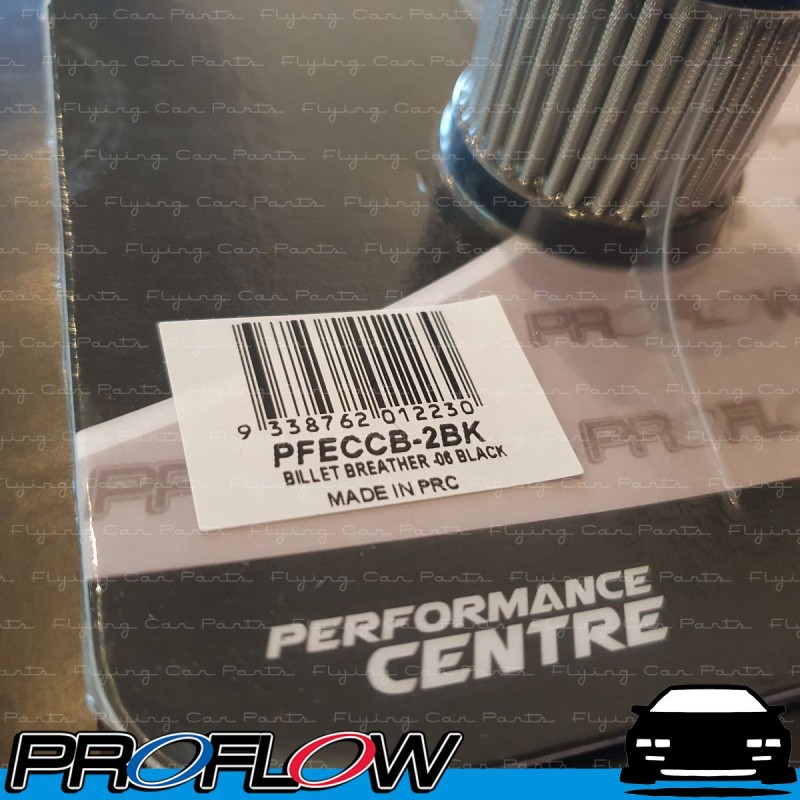 Flying Car Parts
PROFLOW
PROFLOW
PROFLOW
9 338762 012230
PFECCB-2BK
BILLET BREATHER -06 BLACK
MADE IN PRC
PERFORMANCE
CENTRE
PROFLOW